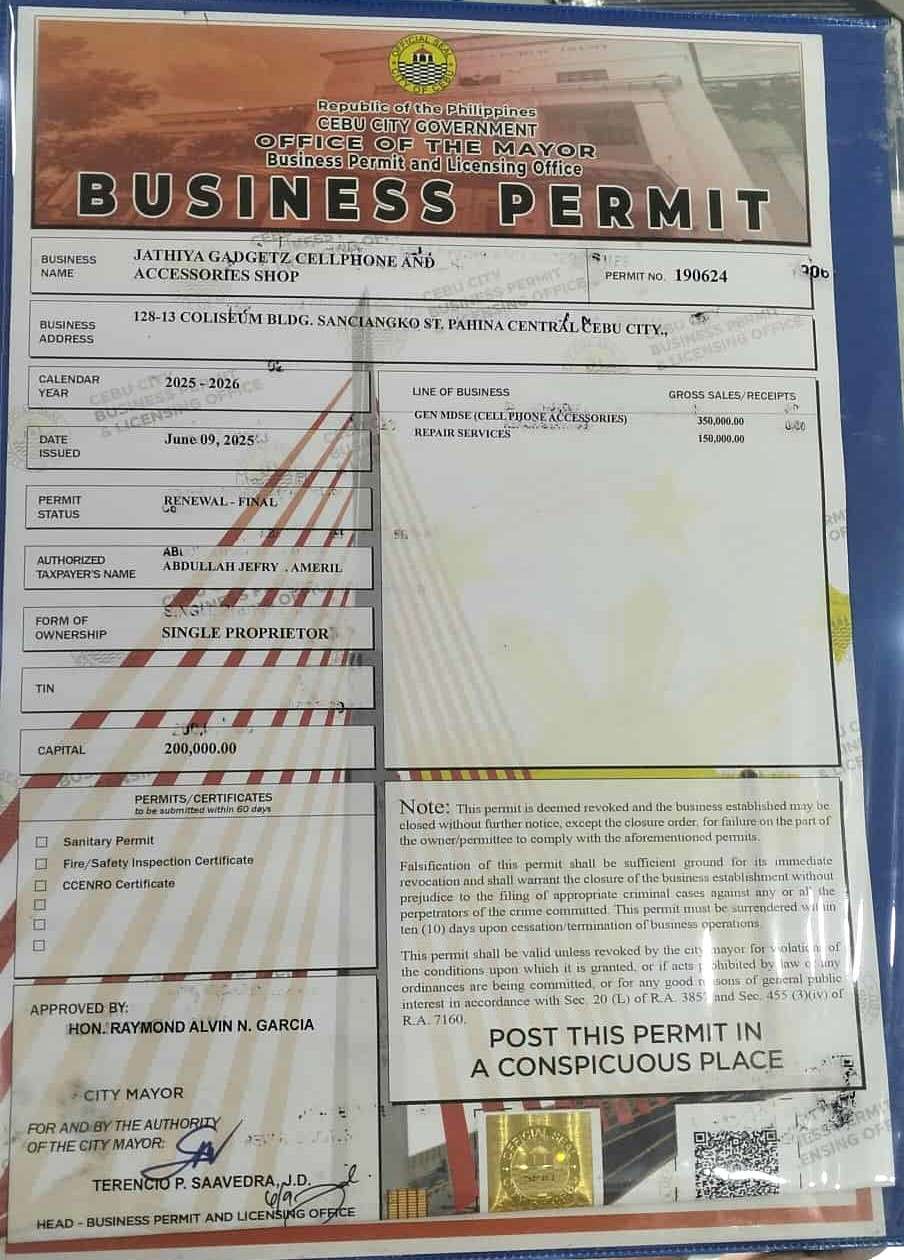 OFFICIAL SEAL
CITY OF CEBU
Republic of the Philippines
CEBU CITY GOVERNMENT
OFFICE OF THE MAYOR
Business Permit and Licensing Office
BUSINESS PERMIT
BUSINESS NAME
JATHIYA GADGETZ CELLPHONE AND
ACCESSORIES SHOP
PERMIT NO. 190624
BUSINESS ADDRESS
128-13 COLISEUM BLDG. SANCIANGKO ST. PAHINA CENTRAL CEBU CITY.,
CALENDAR YEAR
2025 - 2026
DATE ISSUED
June 09, 2025
PERMIT STATUS
RENEWAL - FINAL
AUTHORIZED TAXPAYER'S NAME
ABDULLAH JEFRY . AMERIL
FORM OF OWNERSHIP
SINGLE PROPRIETOR
TIN
CAPITAL
200,000.00
LINE OF BUSINESS GROSS SALES/RECEIPTS
GEN MDSE (CELL PHONE ACCESSORIES) 350,000.00
REPAIR SERVICES 150,000.00
PERMITS/CERTIFICATES
to be submitted within 60 days
Sanitary Permit
Fire/Safety Inspection Certificate
CCENRO Certificate
Note: This permit is deemed revoked and the business established may be
closed without further notice, except the closure order, for failure on the part of
the owner/permittee to comply with the aforementioned permits.
Falsification of this permit shall be sufficient ground for its immediate
revocation and shall warrant the closure of the business establishment without
prejudice to the filing of appropriate criminal cases against any or all the
perpetrators of the crime committed. This permit must be surrendered within
ten (10) days upon cessation/termination of business operations
This permit shall be valid unless revoked by the city mayor for violation of
the conditions upon which it is granted, or if acts prohibited by law or any
ordinances are being committed, or for any good reasons of general public
interest in accordance with Sec. 20 (L) of R.A. 3857 and Sec. 455 (3)(iv) of
R.A. 7160.
POST THIS PERMIT IN
A CONSPICUOUS PLACE
APPROVED BY:
HON. RAYMOND ALVIN N. GARCIA
CITY MAYOR
FOR AND BY THE AUTHORITY
OF THE CITY MAYOR:
TERENCIO P. SAAVEDRA, J.D.
6/9
HEAD - BUSINESS PERMIT AND LICENSING OFFICE
OFFICIAL SEAL